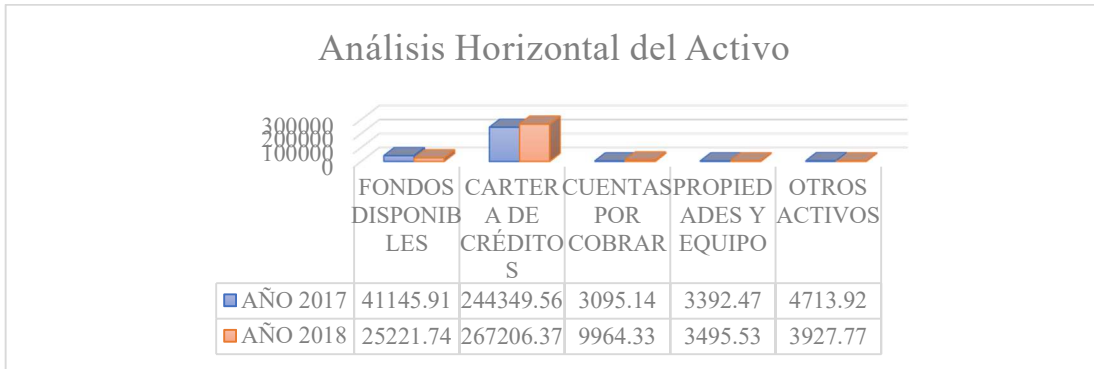 Análisis Horizontal del Activo
300000
200000
100000
0
FONDOS DISPONIB LES
CARTER A DE CRÉDITO S
CUENTAS POR COBRAR
PROPIED ADES Y EQUIPO
OTROS ACTIVOS
AÑO 2017 41145.91 244349.56 3095.14 3392.47 4713.92
AÑO 2018 25221.74 267206.37 9964.33 3495.53 3927.77